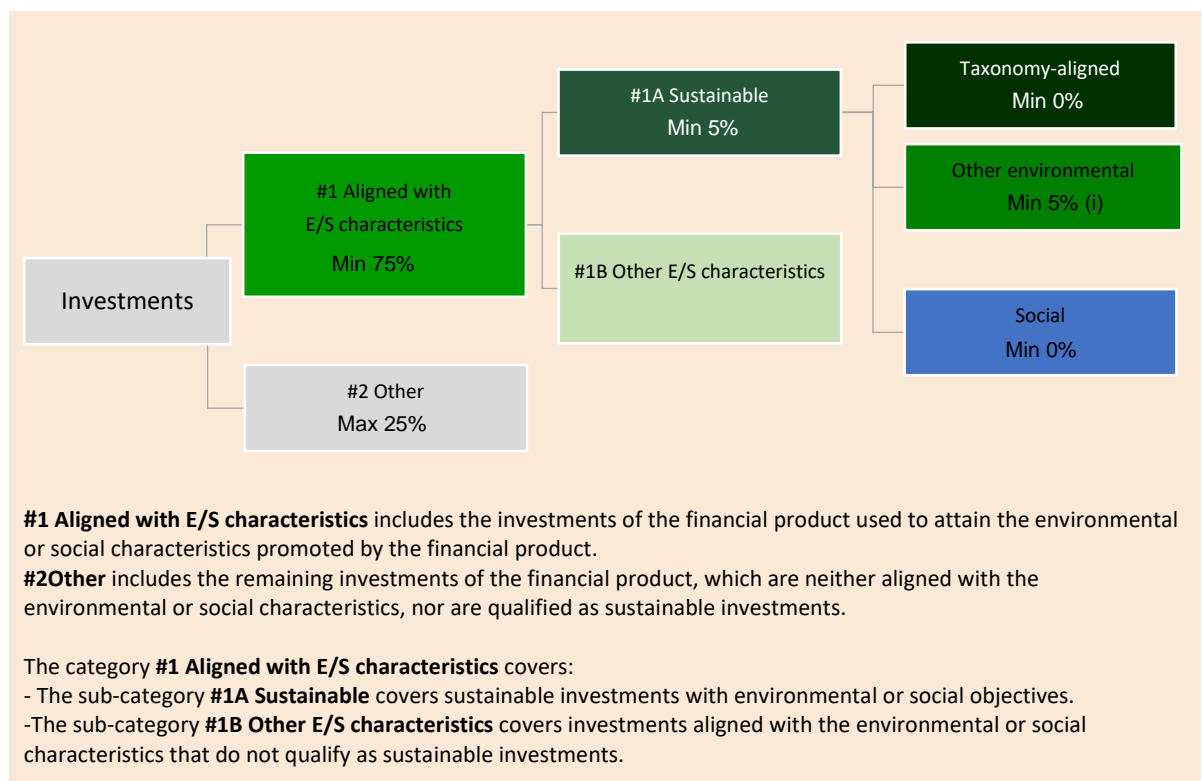 Taxonomy-aligned
Min 0%
#1A Sustainable
Min 5%
Other environmental
Min 5% (i)
#1 Aligned with
E/S characteristics
Min 75%
#1B Other E/S characteristics
Investments
Social
Min 0%
#2 Other
Max 25%
#1 Aligned with E/S characteristics includes the investments of the financial product used to attain the environmental
or social characteristics promoted by the financial product.
#2Other includes the remaining investments of the financial product, which are neither aligned with the
environmental or social characteristics, nor are qualified as sustainable investments.
The category #1 Aligned with E/S characteristics covers:
- The sub-category #1A Sustainable covers sustainable investments with environmental or social objectives.
-The sub-category #1B Other E/S characteristics covers investments aligned with the environmental or social
characteristics that do not qualify as sustainable investments.